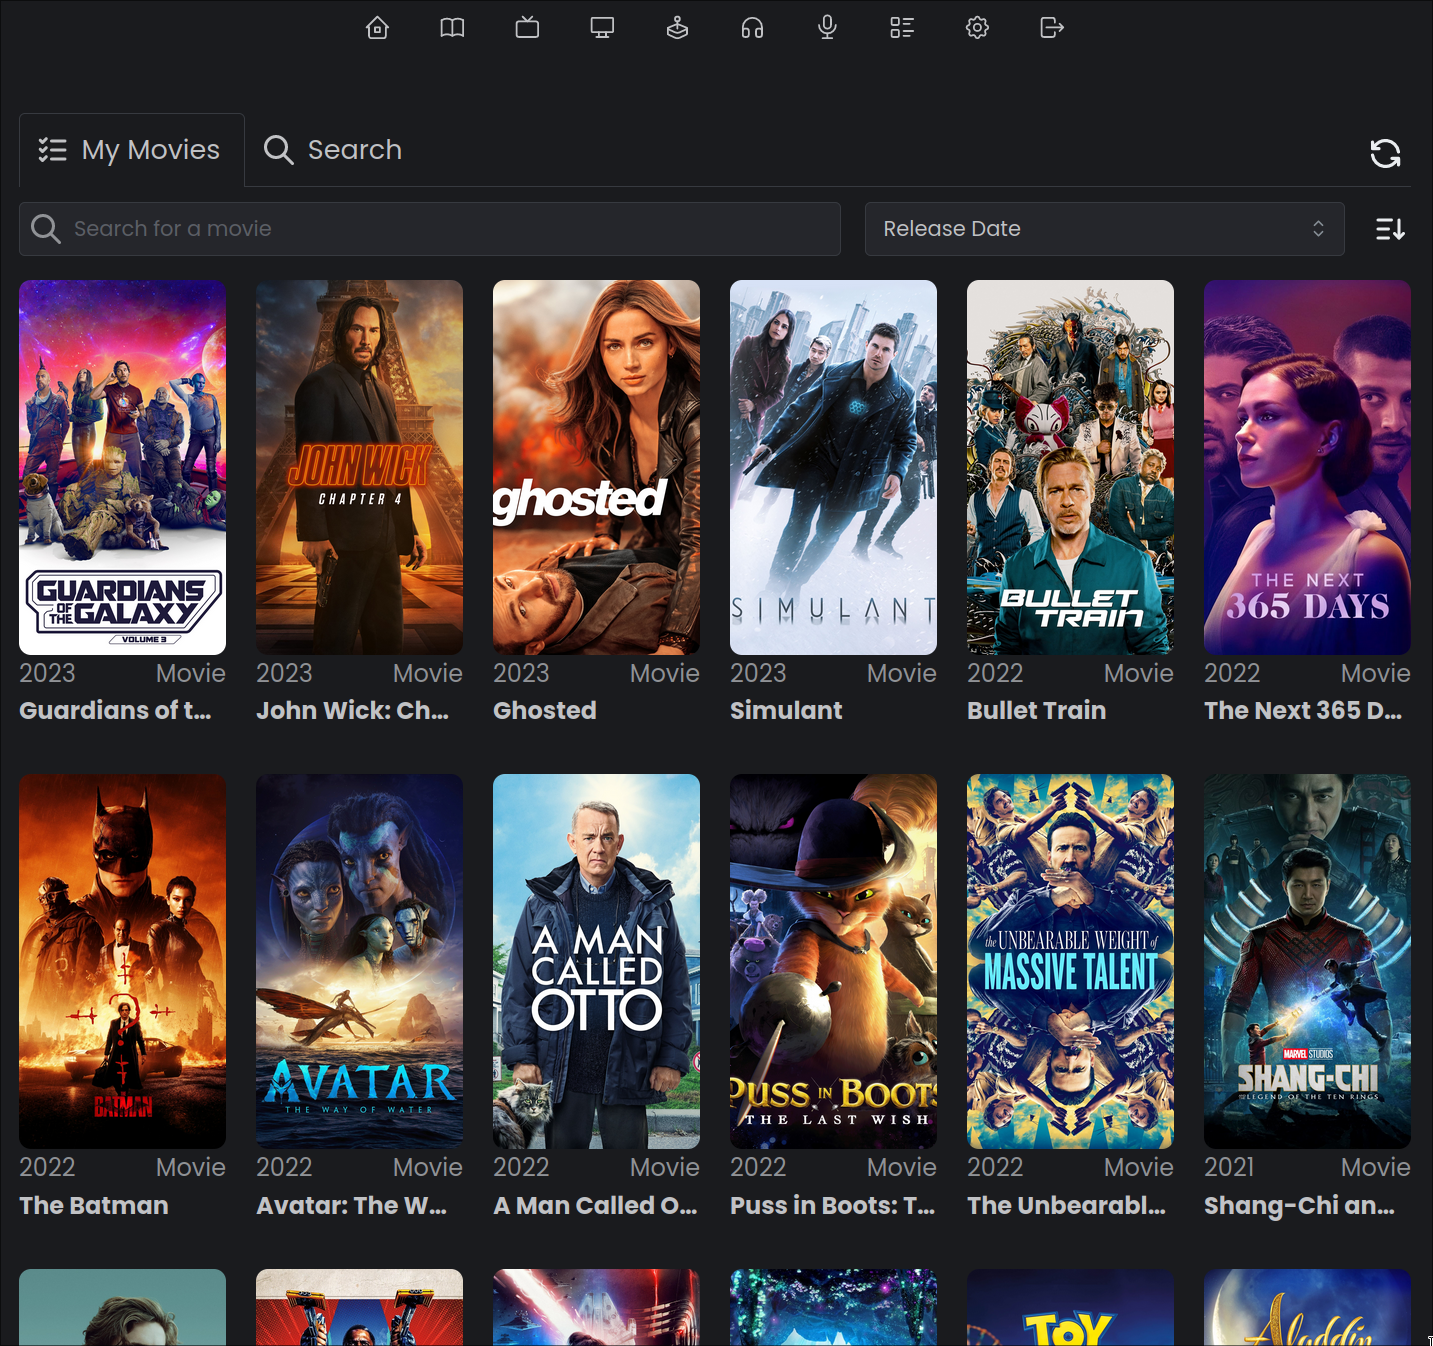 My Movies
Search
Search for a movie
Release Date
GUARDIANS
OF THE GALAXY
VOLUME 3
JOHN WICK
CHAPTER 4
ghosted
SIMULANT
BULLET
TRAIN
THE NEXT
365 DAYS
2023 Movie
2023 Movie
2023 Movie
2023 Movie
2022 Movie
2022 Movie
Guardians of t...
John Wick: Ch...
Ghosted
Simulant
Bullet Train
The Next 365 D...
THE BATMAN
AVATAR
THE WAY OF WATER
A MAN
CALLED
OTTO
PUSS IN BOOTS
THE LAST WISH
the UNBEARABLE WEIGHT of
MASSIVE TALENT
MARVEL STUDIOS
SHANG-CHI
AND THE LEGEND OF THE TEN RINGS
2022 Movie
2022 Movie
2022 Movie
2022 Movie
2022 Movie
2021 Movie
The Batman
Avatar: The W...
A Man Called O...
Puss in Boots: T...
The Unbearabl...
Shang-Chi an...
TOY
Aladdin